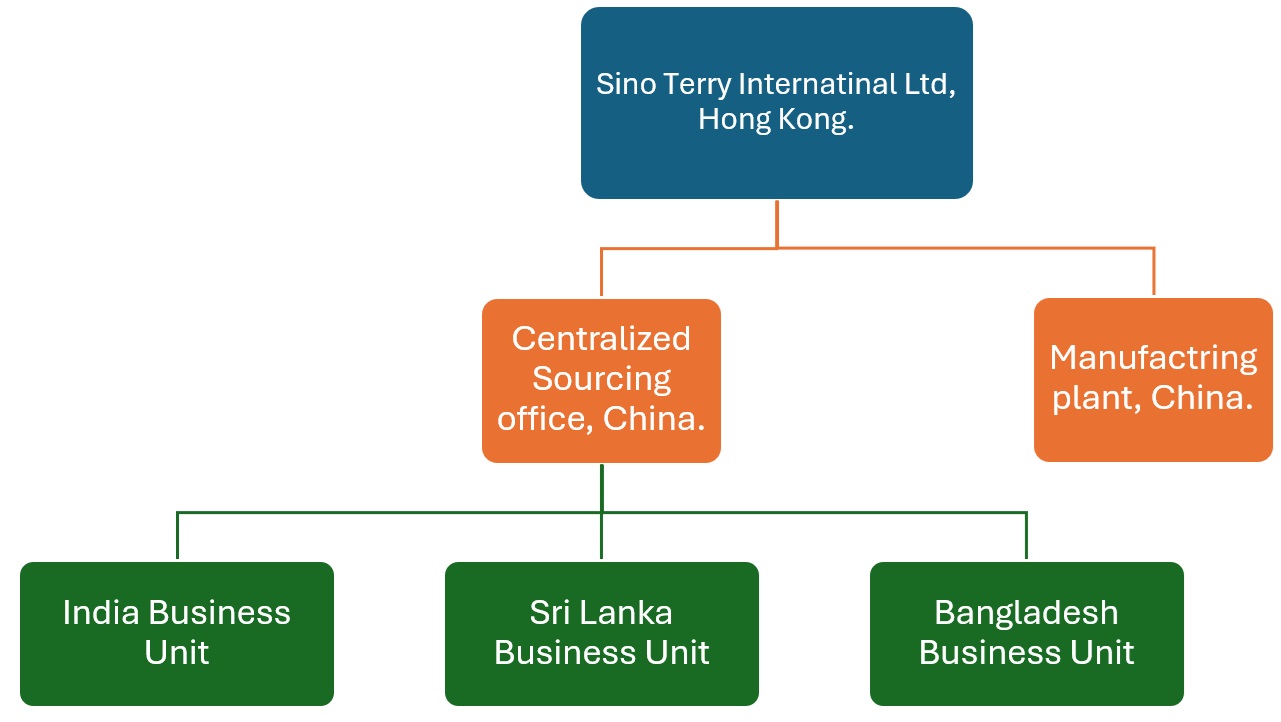 Sino Terry Internatinal Ltd,
Hong Kong.
Centralized
Sourcing
office, China.
Manufactring
plant, China.
India Business
Unit
Sri Lanka
Business Unit
Bangladesh
Business Unit